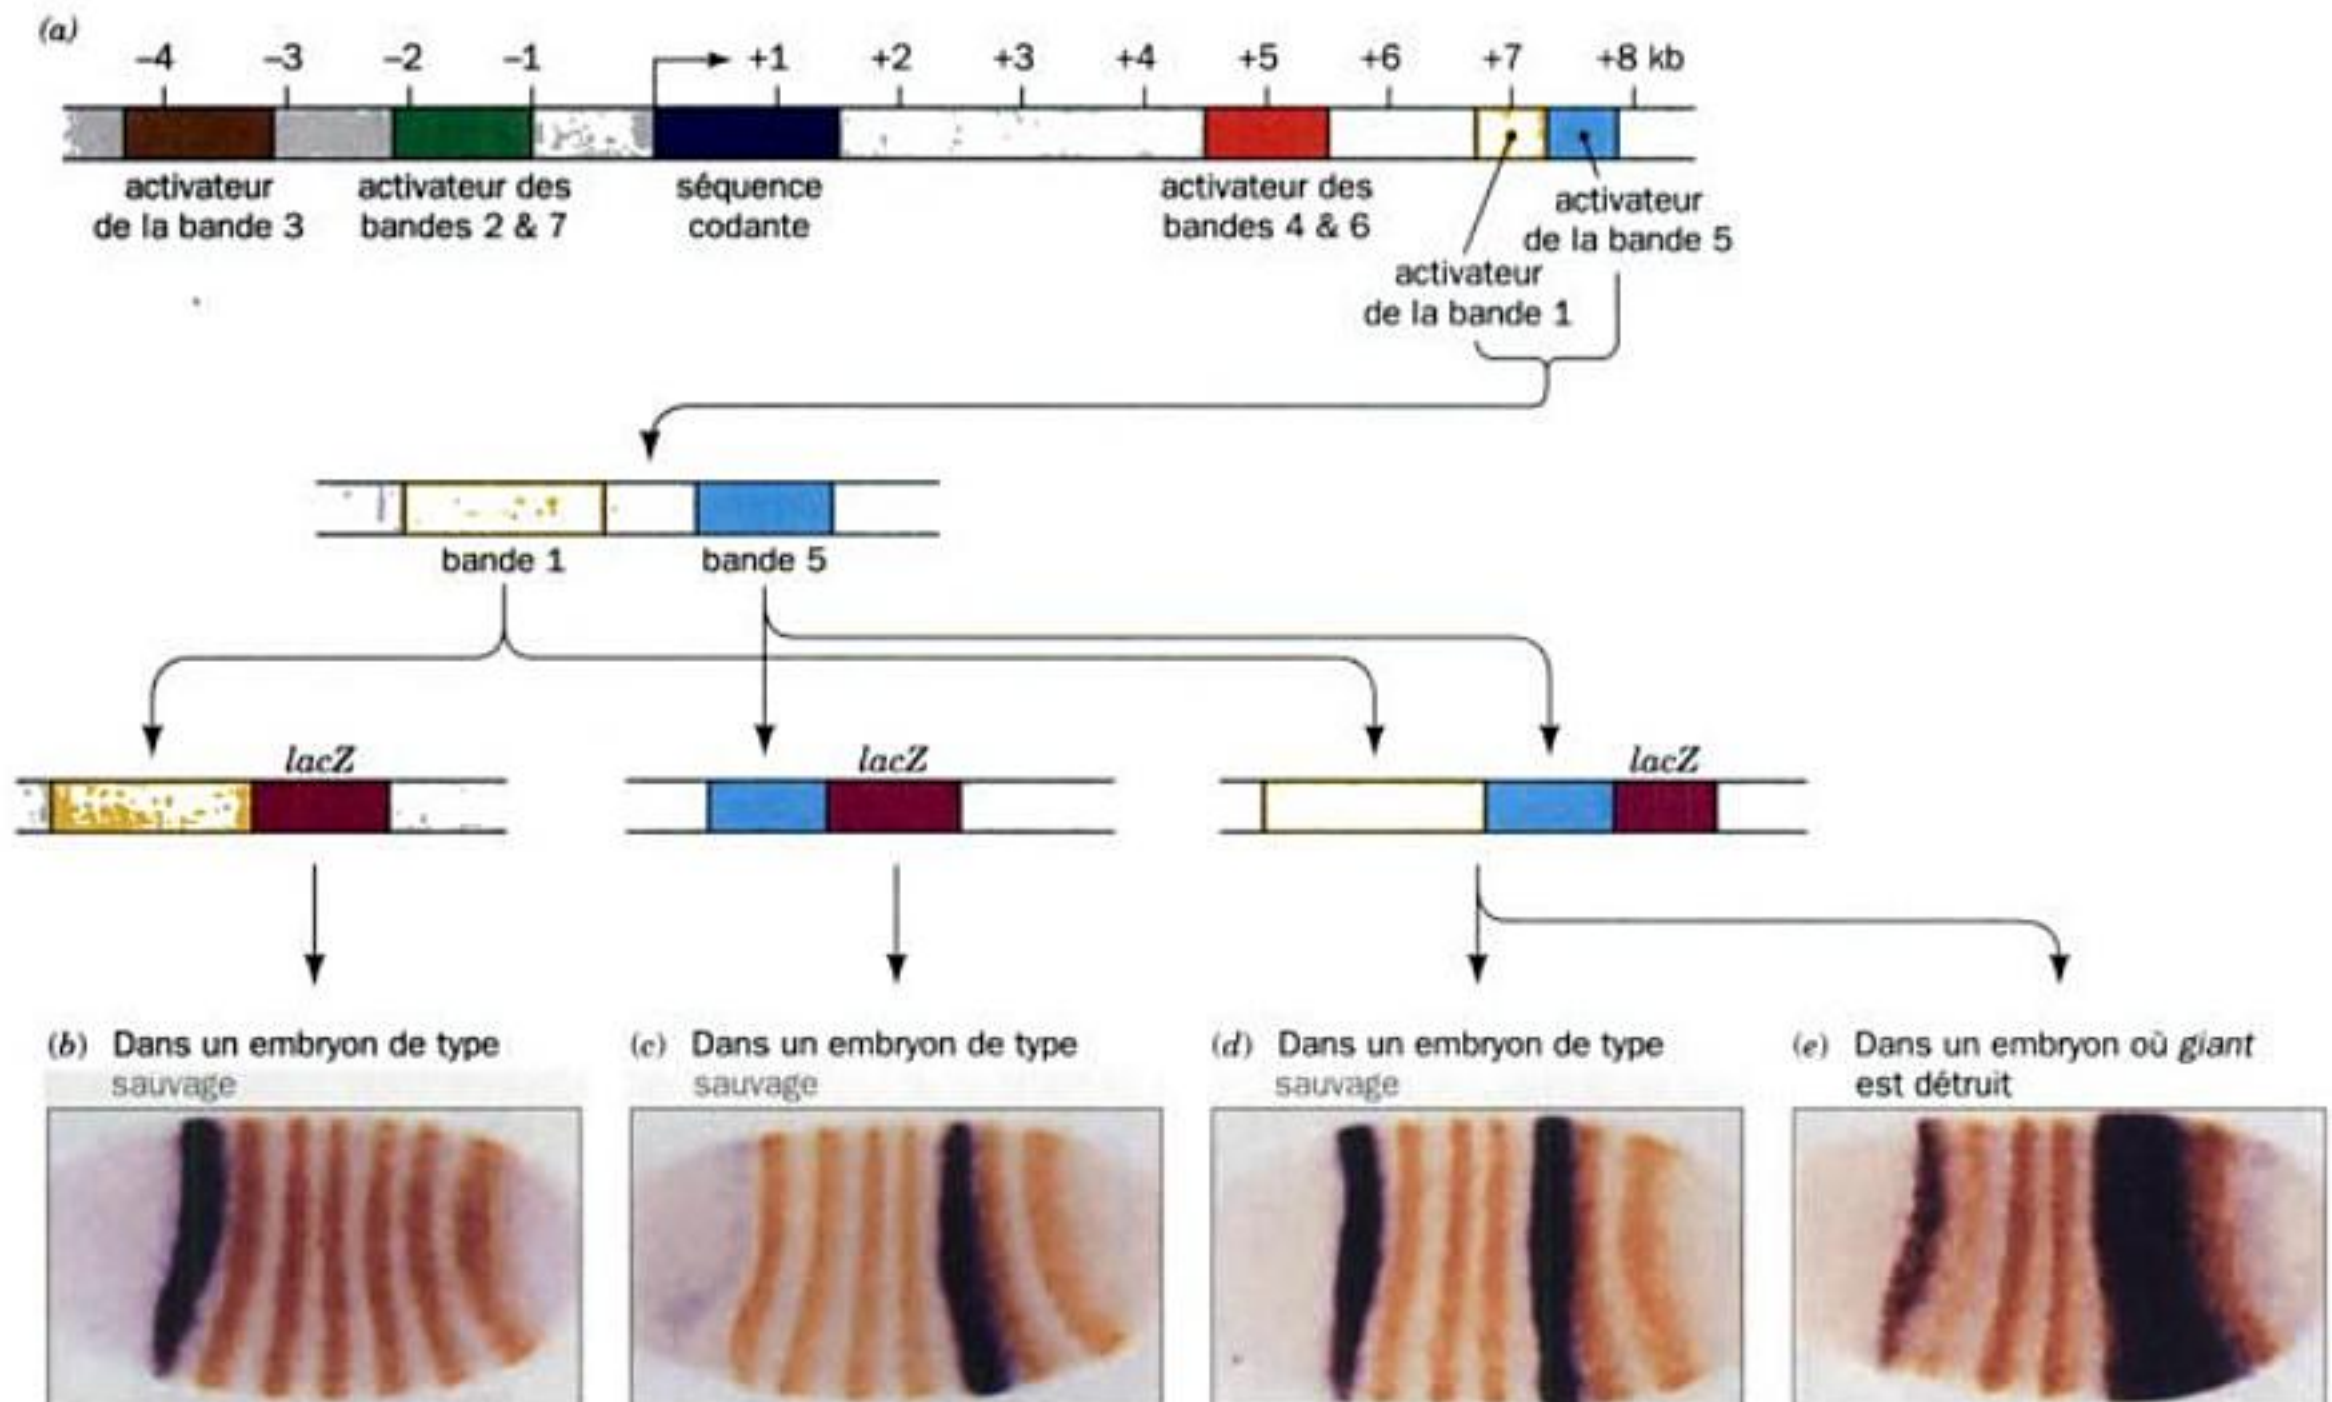 (a)
–4 –3 –2 –1 +1 +2 +3 +4 +5 +6 +7 +8 kb
activateur
de la bande 3
activateur des
bandes 2 & 7
séquence
codante
activateur des
bandes 4 & 6
activateur
de la bande 5
activateur
de la bande 1
bande 1
bande 5
lacZ
lacZ
lacZ
(b) Dans un embryon de type
sauvage
(c) Dans un embryon de type
sauvage
(d) Dans un embryon de type
sauvage
(e) Dans un embryon où giant
est détruit